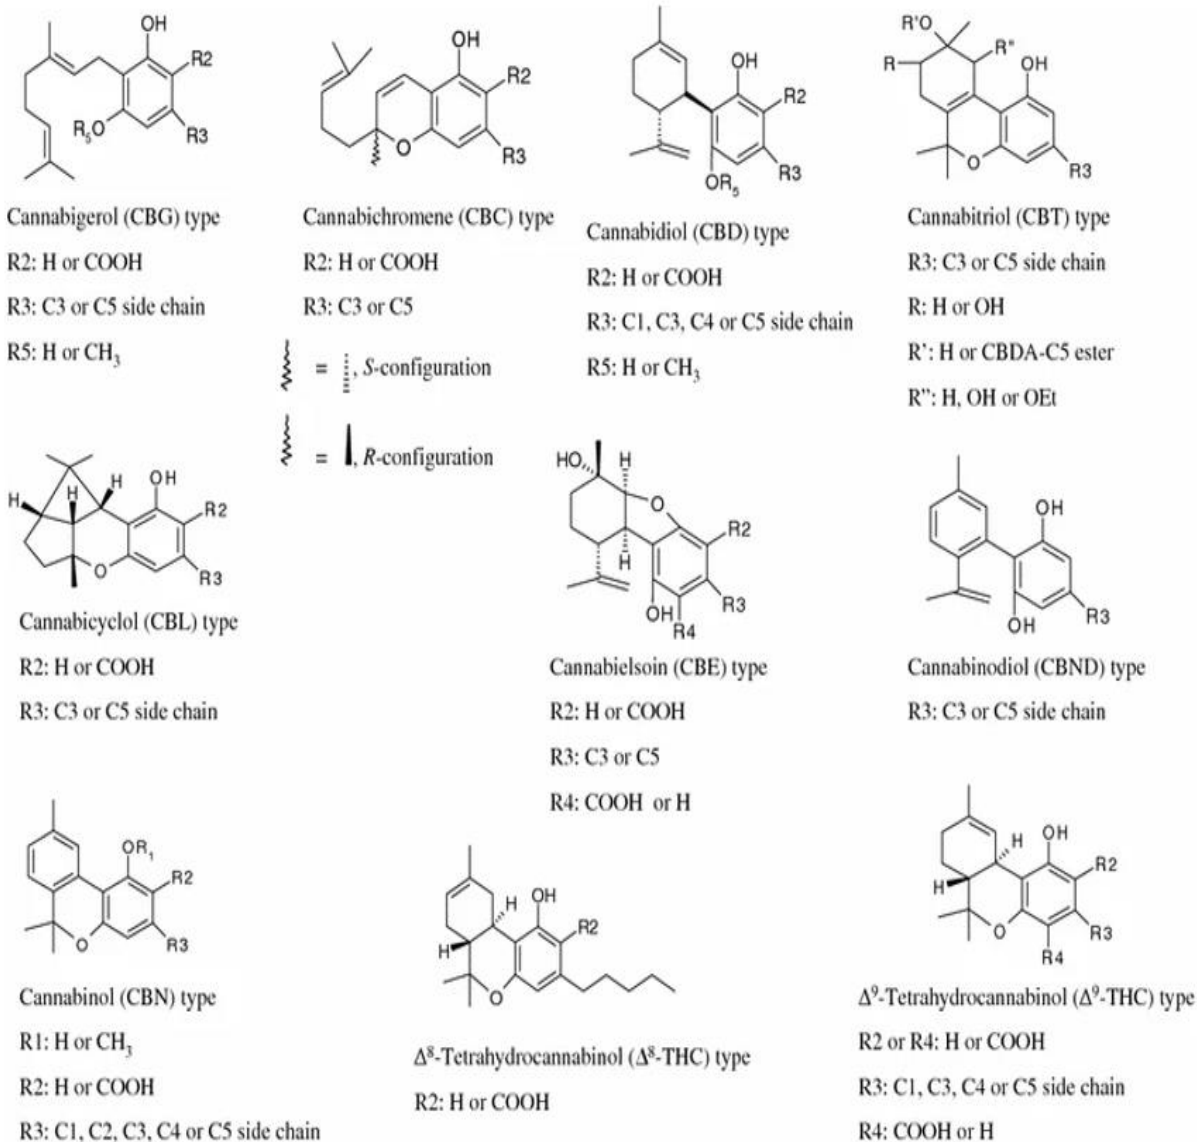 OH
R2
R3
R₅O
Cannabigerol (CBG) type
R2: H or COOH
R3: C3 or C5 side chain
R5: H or CH₃
OH
R2
R3
O
Cannabichromene (CBC) type
R2: H or COOH
R3: C3 or C5
= , S-configuration
= , R-configuration
OH
R2
R3
OR₅
Cannabidiol (CBD) type
R2: H or COOH
R3: C1, C3, C4 or C5 side chain
R5: H or CH₃
R'O
R"
R
OH
O
R3
Cannabitriol (CBT) type
R3: C3 or C5 side chain
R: H or OH
R’: H or CBDA-C5 ester
R”: H, OH or OEt
H
H
H
OH
R2
O
R3
Cannabicyclol (CBL) type
R2: H or COOH
R3: C3 or C5 side chain
HO
H
O
R2
H
R3
OH
R4
Cannabielsoin (CBE) type
R2: H or COOH
R3: C3 or C5
R4: COOH or H
OH
OH
R3
Cannabinodiol (CBND) type
R3: C3 or C5 side chain
OR₁
R2
O
R3
Cannabinol (CBN) type
R1: H or CH₃
R2: H or COOH
R3: C1, C2, C3, C4 or C5 side chain
H
OH
R2
H
O
Δ⁸-Tetrahydrocannabinol (Δ⁸-THC) type
R2: H or COOH
H
OH
R2
H
O
R3
R4
Δ⁹-Tetrahydrocannabinol (Δ⁹-THC) type
R2 or R4: H or COOH
R3: C1, C3, C4 or C5 side chain
R4: COOH or H